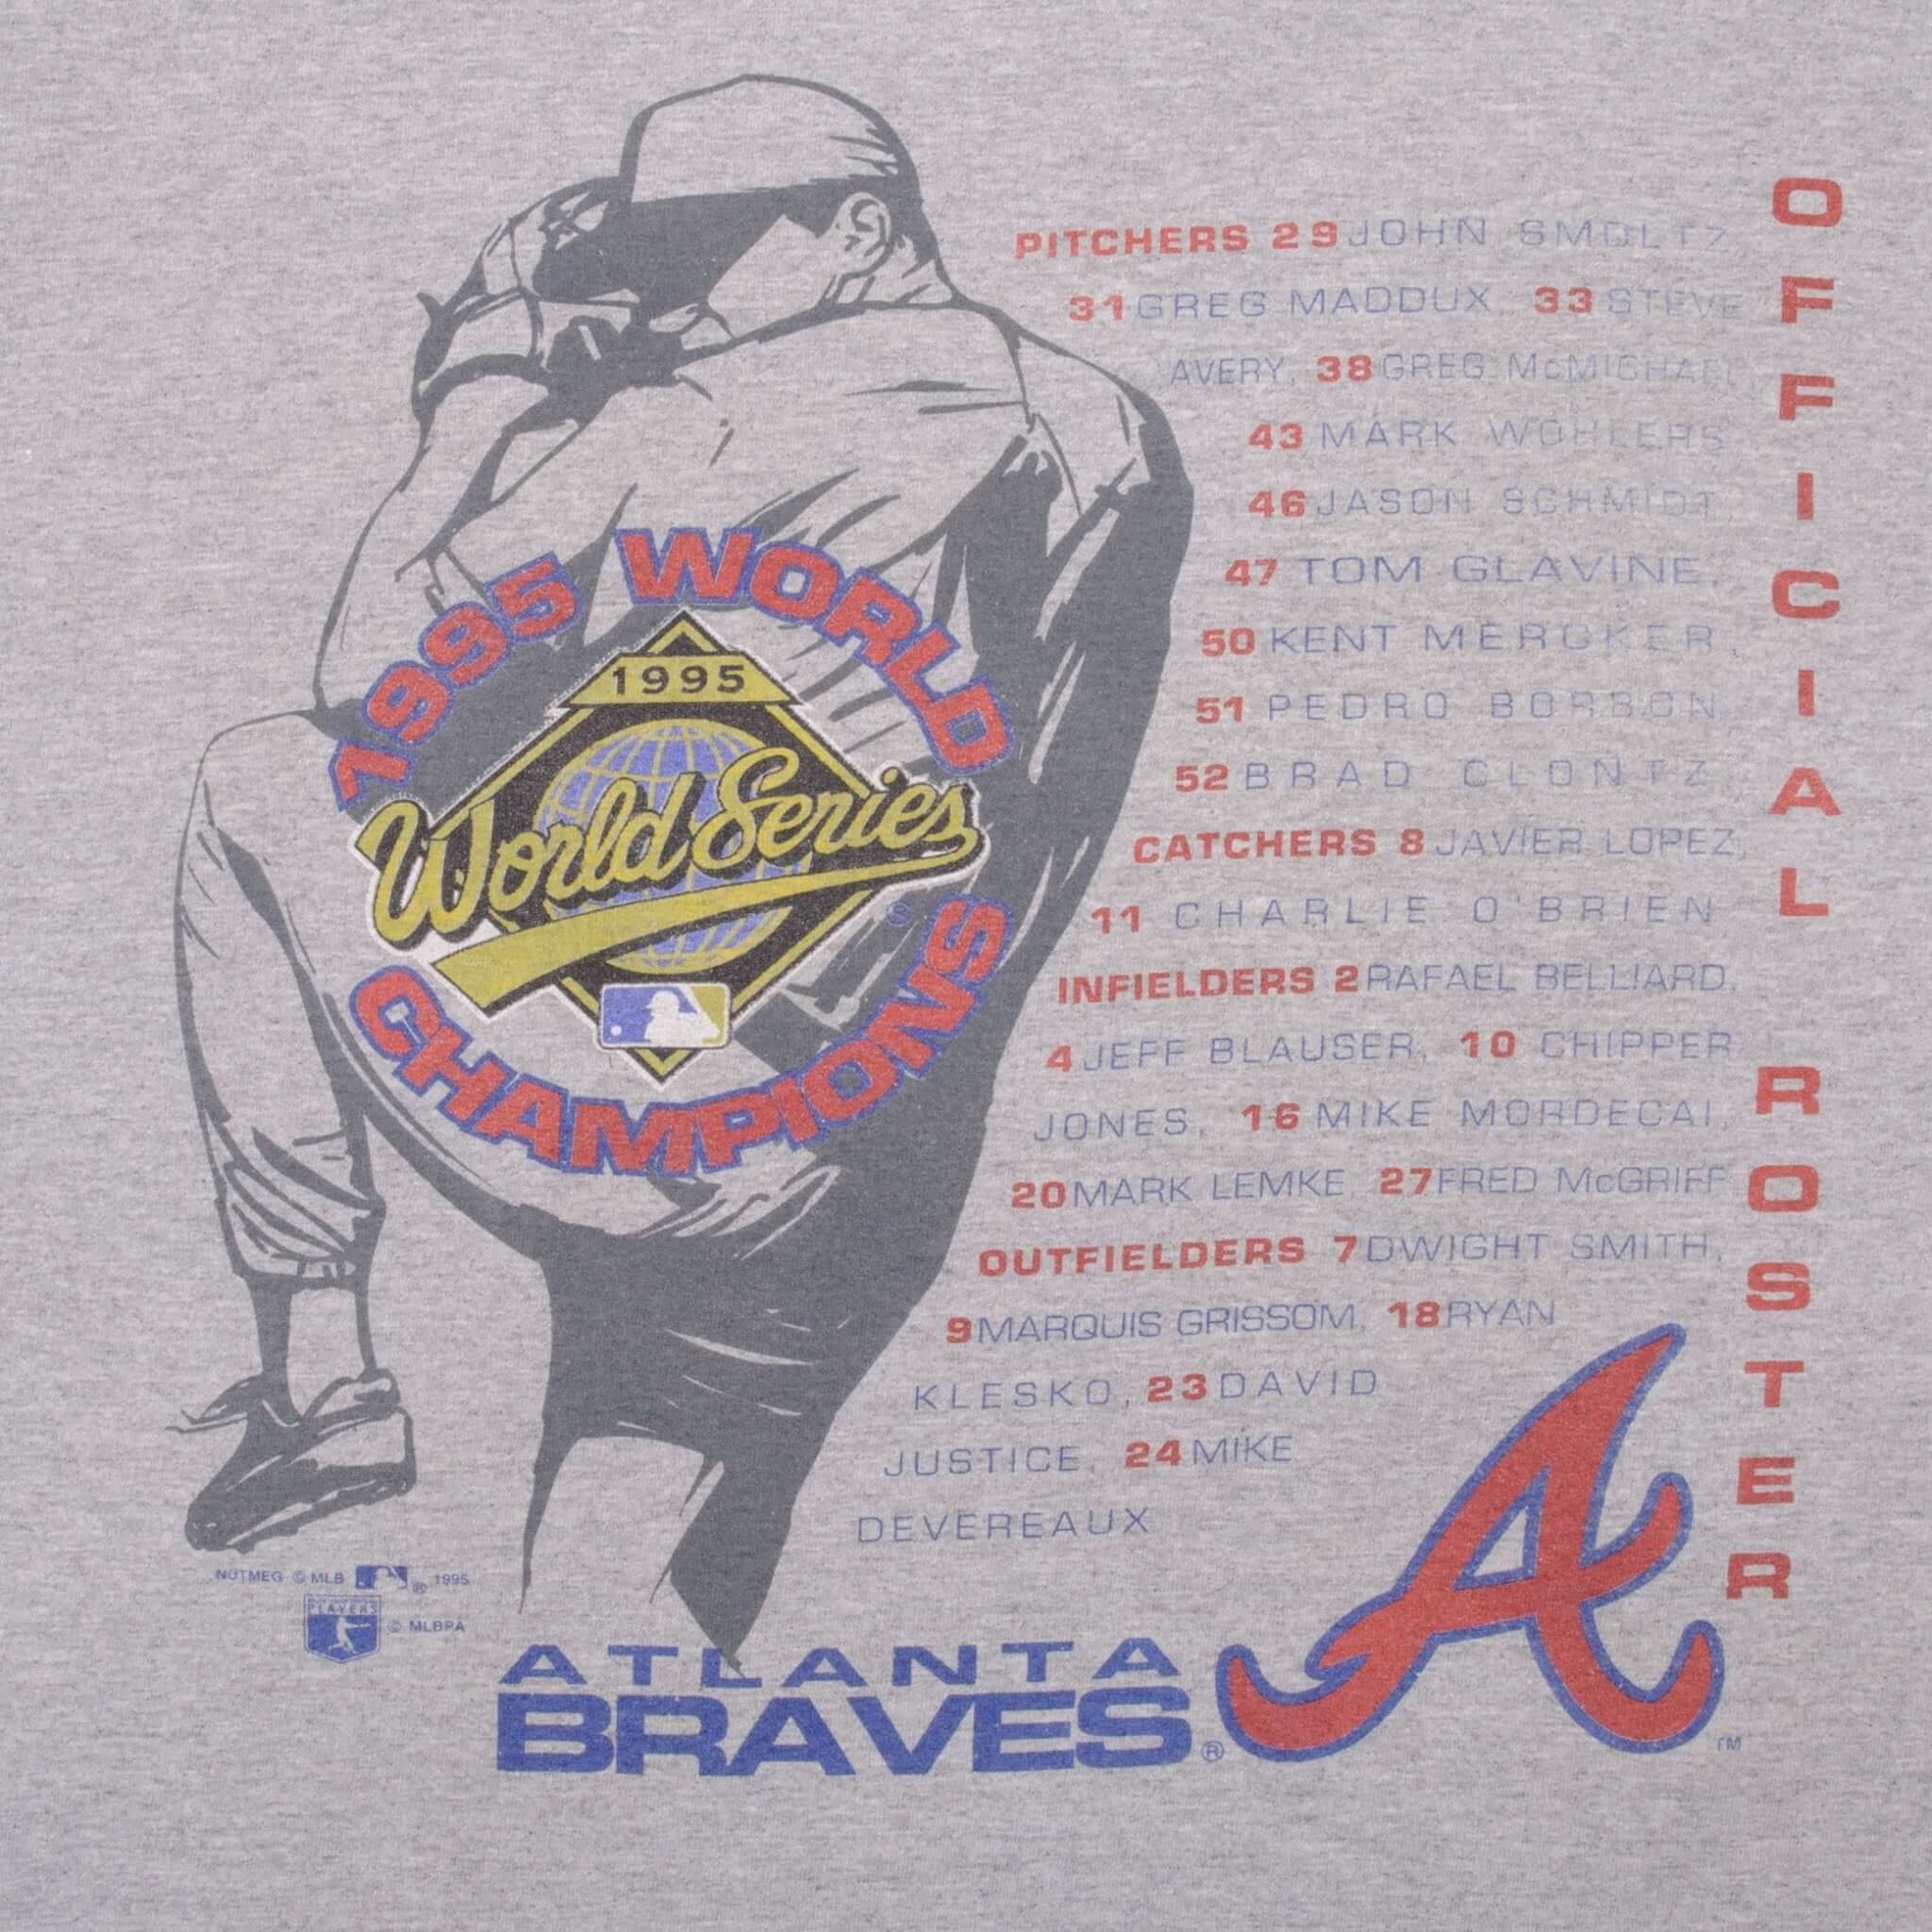 1995 WORLD
1995
World Series
CHAMPIONS
OFFICIAL ROSTER
PITCHERS 29 JOHN SMOLTZ
31 GREG MADDUX, 33 STEVE
AVERY, 38 GREG McMICHAEL,
43 MARK WOHLERS
46 JASON SCHMIDT
47 TOM GLAVINE,
50 KENT MERCKER,
51 PEDRO BORBON
52 BRAD CLONTZ
CATCHERS 8 JAVIER LOPEZ,
11 CHARLIE O'BRIEN
INFIELDERS 2 RAFAEL BELLIARD,
4 JEFF BLAUSER, 10 CHIPPER
JONES, 16 MIKE MORDECAI,
20 MARK LEMKE 27 FRED McGRIFF
OUTFIELDERS 7 DWIGHT SMITH,
9 MARQUIS GRISSOM, 18 RYAN
KLESKO, 23 DAVID
JUSTICE, 24 MIKE
DEVEREAUX
NUTMEG © MLB ® 1995
PLAYERS © MLBPA
ATLANTA
BRAVES®
A TM